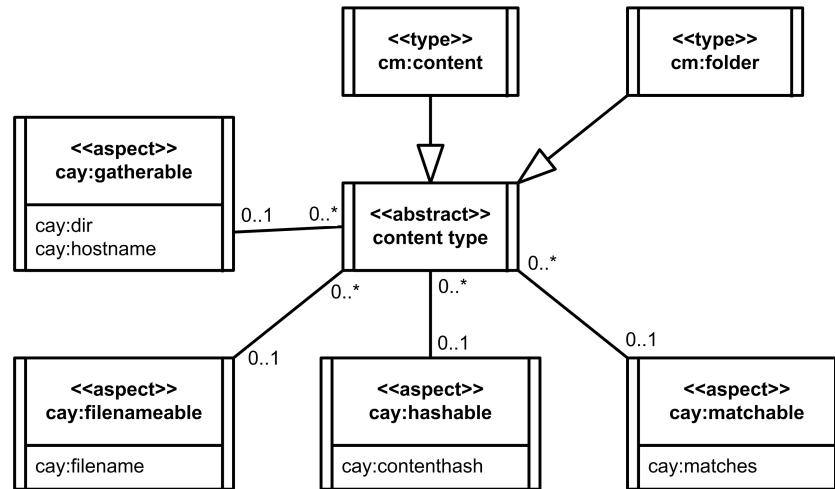 <<type>>
cm:content
<<type>>
cm:folder
<<aspect>>
cay:gatherable
cay:dir
cay:hostname
0..1
0..*
<<abstract>>
content type
0..*
0..*
0..*
0..1
0..1
0..1
<<aspect>>
cay:filenameable
cay:filename
<<aspect>>
cay:hashable
cay:contenthash
<<aspect>>
cay:matchable
cay:matches